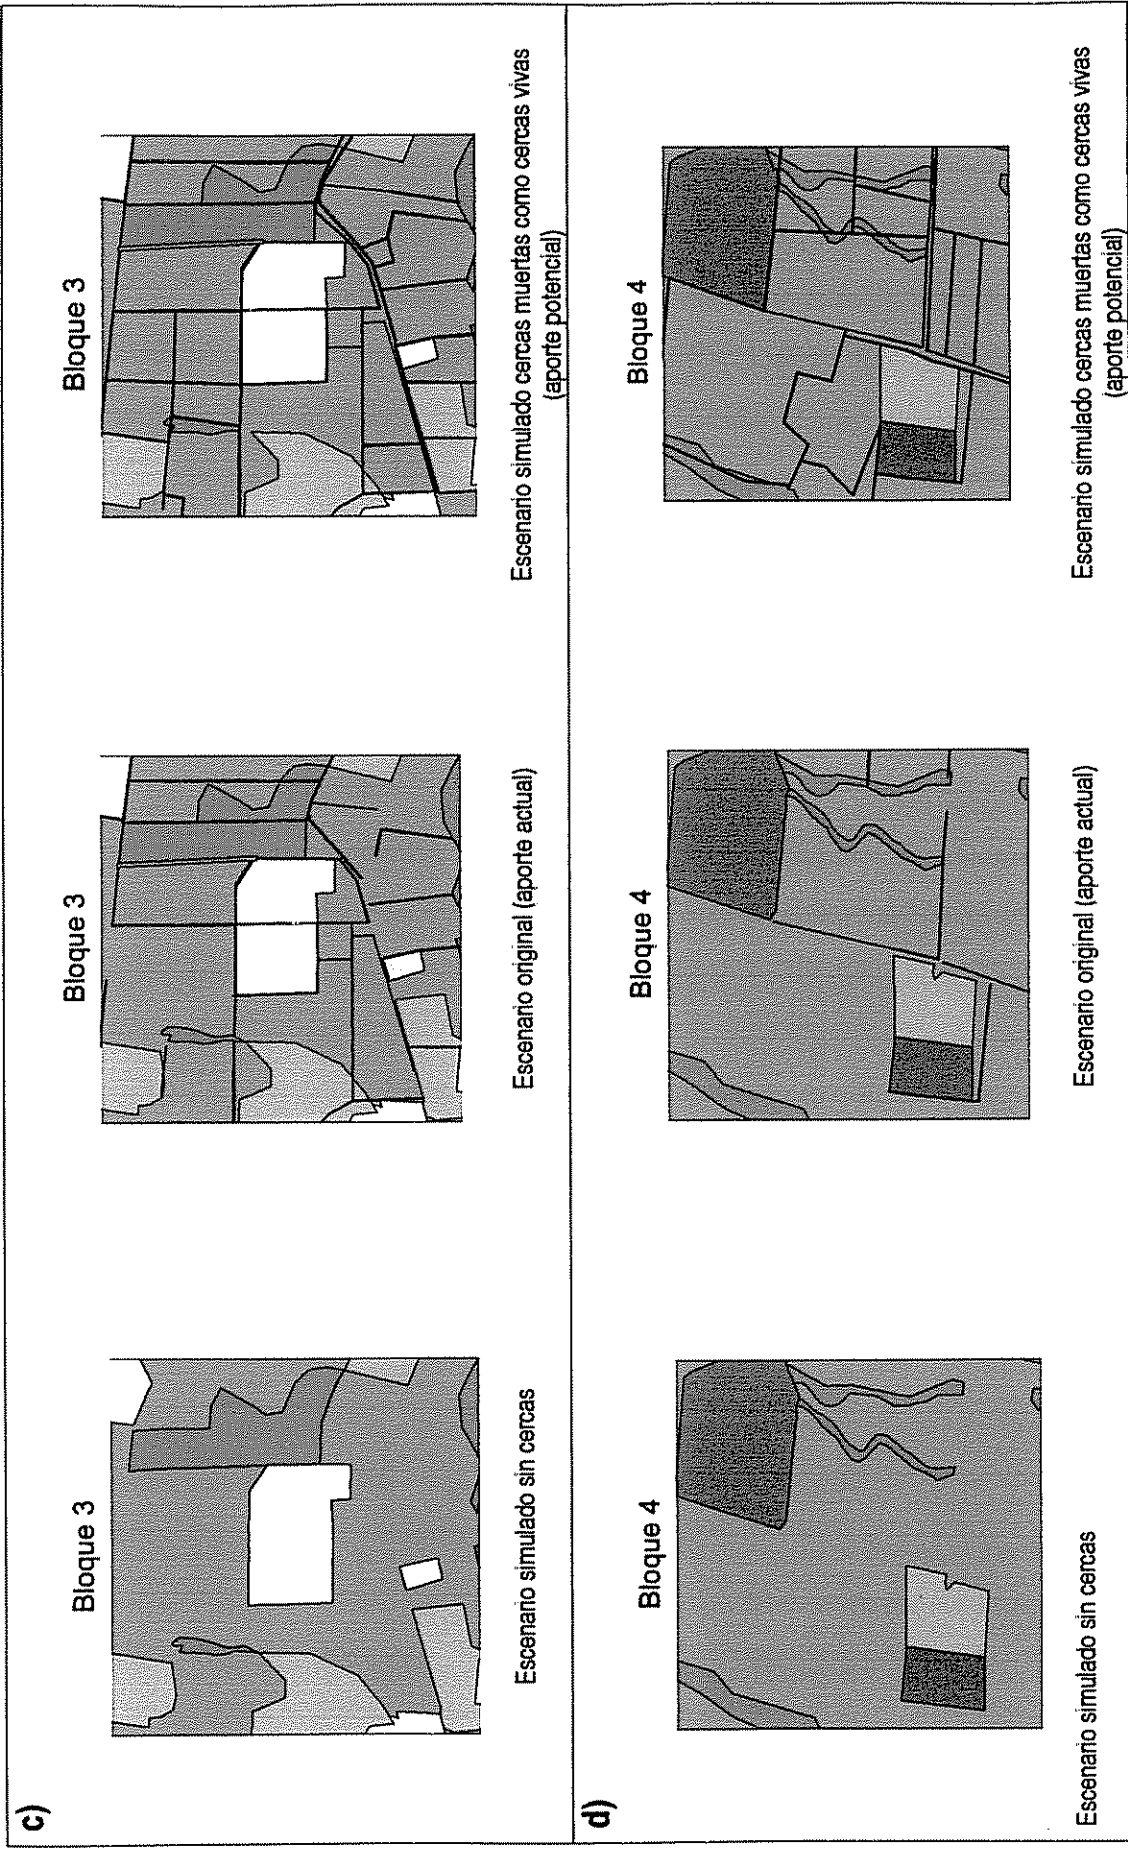 c)
Bloque 3
Escenario simulado sin cercas
Bloque 3
Escenario original (aporte actual)
Bloque 3
Escenario simulado cercas muertas como cercas vivas
(aporte potencial)
d)
Bloque 4
Escenario simulado sin cercas
Bloque 4
Escenario original (aporte actual)
Bloque 4
Escenario simulado cercas muertas como cercas vivas
(aporte potencial)